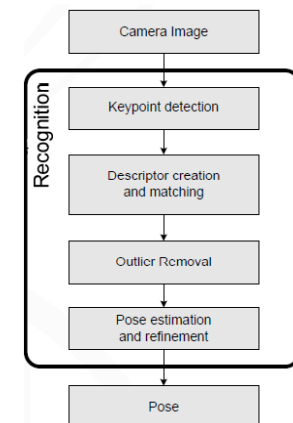 Camera Image
Recognition
Keypoint detection
Descriptor creation
and matching
Outlier Removal
Pose estimation
and refinement
Pose